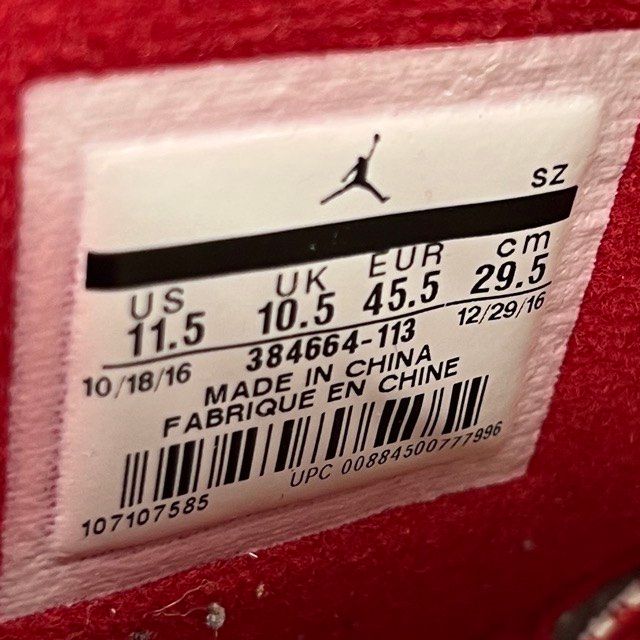 SZ
US UK EUR cm
11.5 10.5 45.5 29.5
10/18/16 384664-113 12/29/16
MADE IN CHINA
FABRIQUE EN CHINE
UPC 00884500777996
107107585